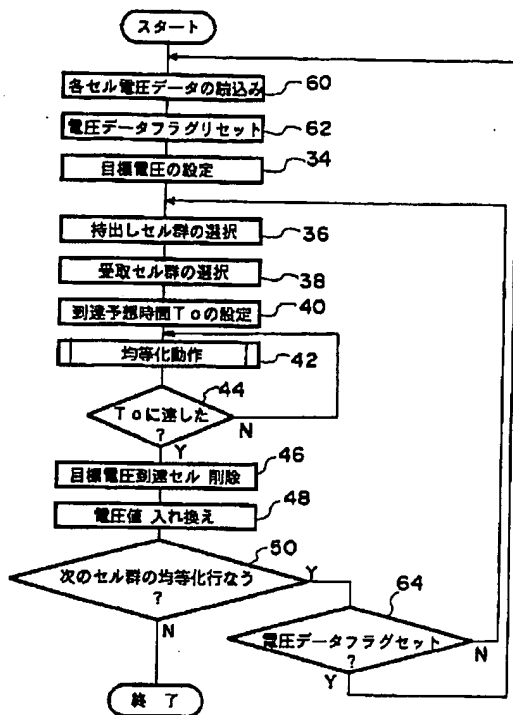 スタート
各セル電圧データの読込み
60
電圧データフラグリセット
62
目標電圧の設定
34
持出しセル群の選択
36
受取セル群の選択
38
到達予想時間Toの設定
40
均等化動作
42
44
Toに達した
?
N
Y
目標電圧到達セル 削除
46
電圧値 入れ換え
48
50
次のセル群の均等化行なう
?
Y
N
64
電圧データフラグセット
?
N
Y
終了